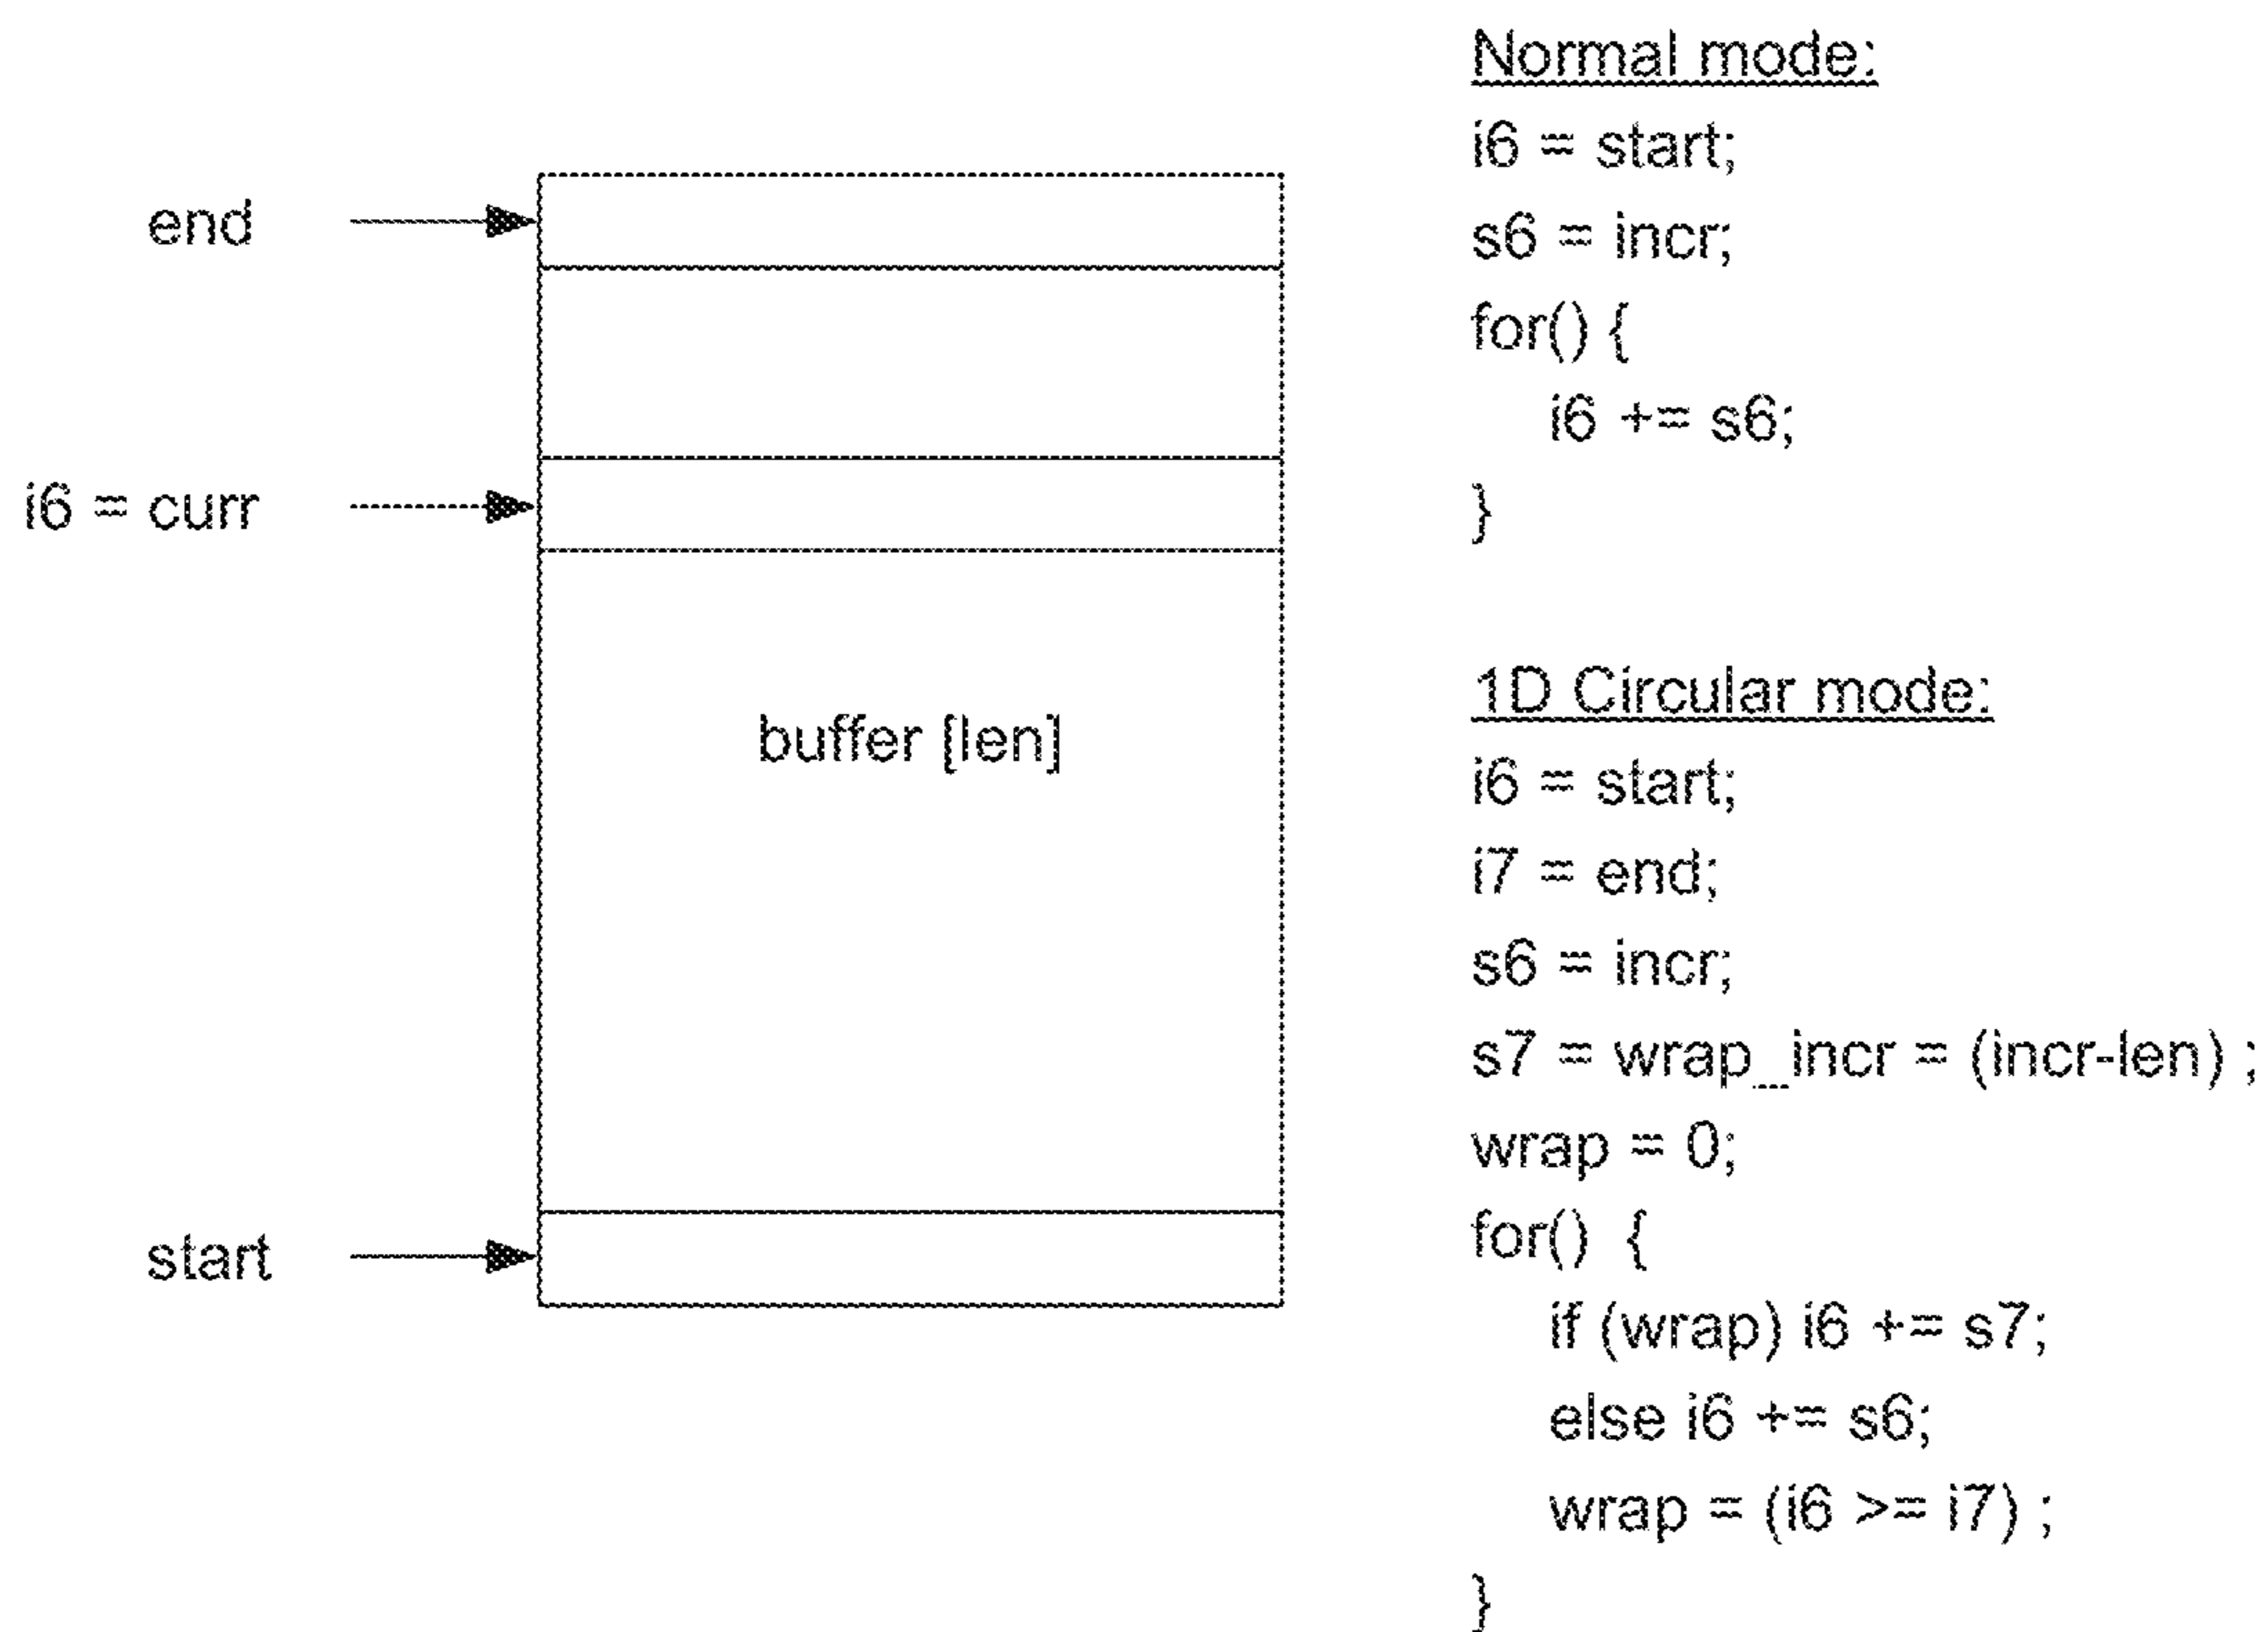 end
i6 = curr
buffer [len]
start
Normal mode:
i6 = start;
s6 = incr;
for() {
i6 += s6;
}
1D Circular mode:
i6 = start;
i7 = end;
s6 = incr;
s7 = wrap_incr = (incr-len) ;
wrap = 0;
for() {
if (wrap) i6 += s7;
else i6 += s6;
wrap = (i6 >= i7) ;
}